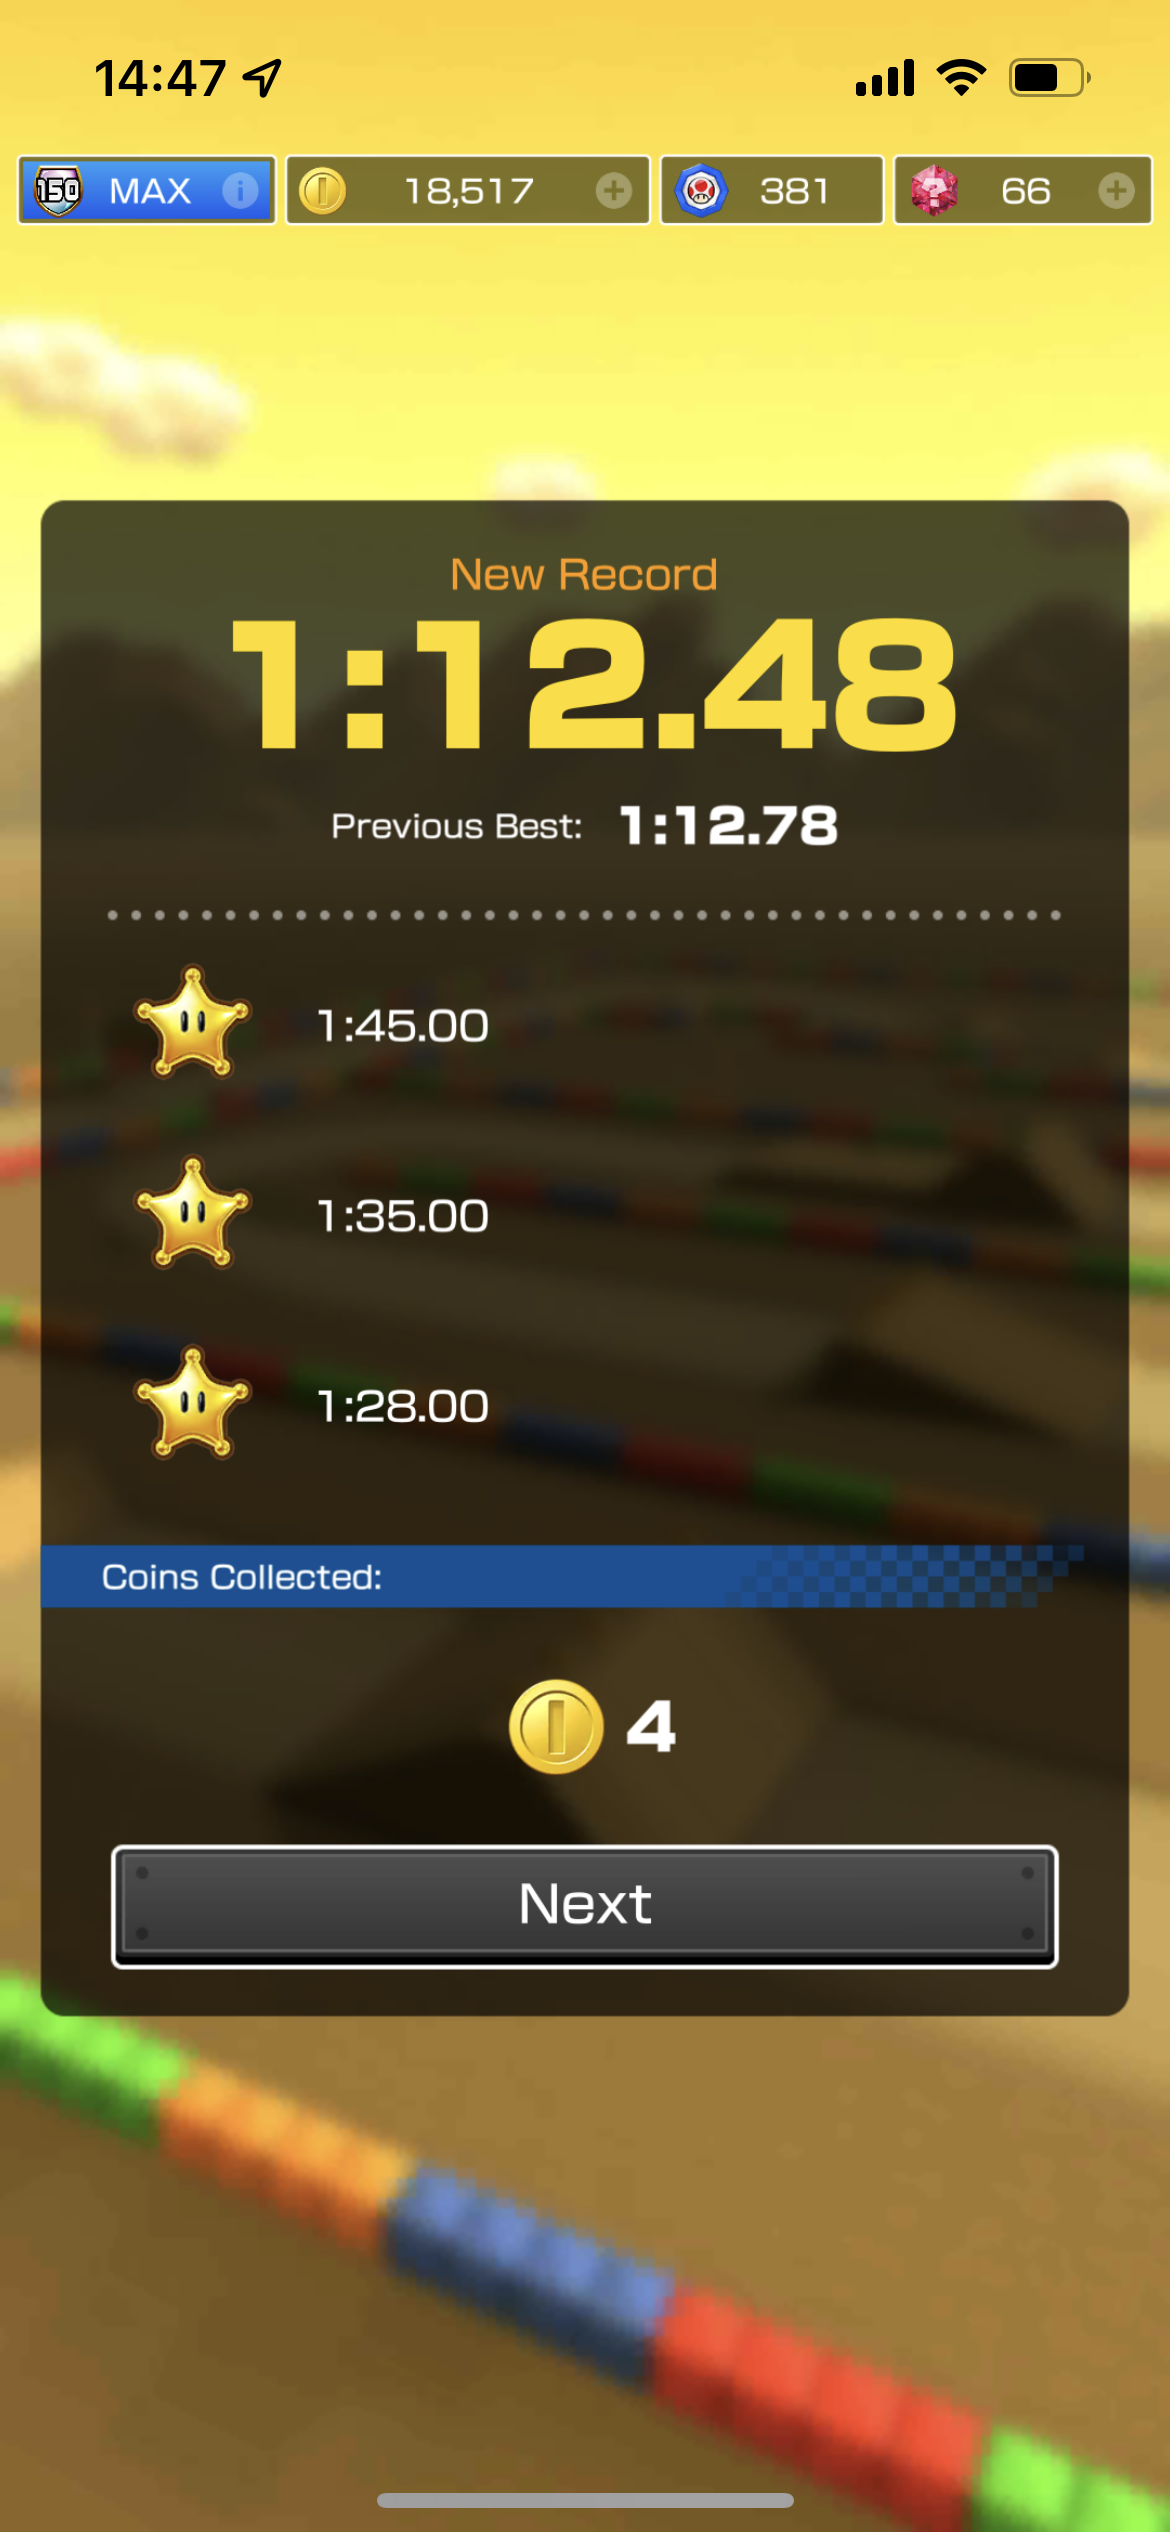 14:47
150 MAX i 18,517 + 381 ? 66 +
New Record
1:12.48
Previous Best: 1:12.78
1:45.00
1:35.00
1:28.00
Coins Collected:
4
Next